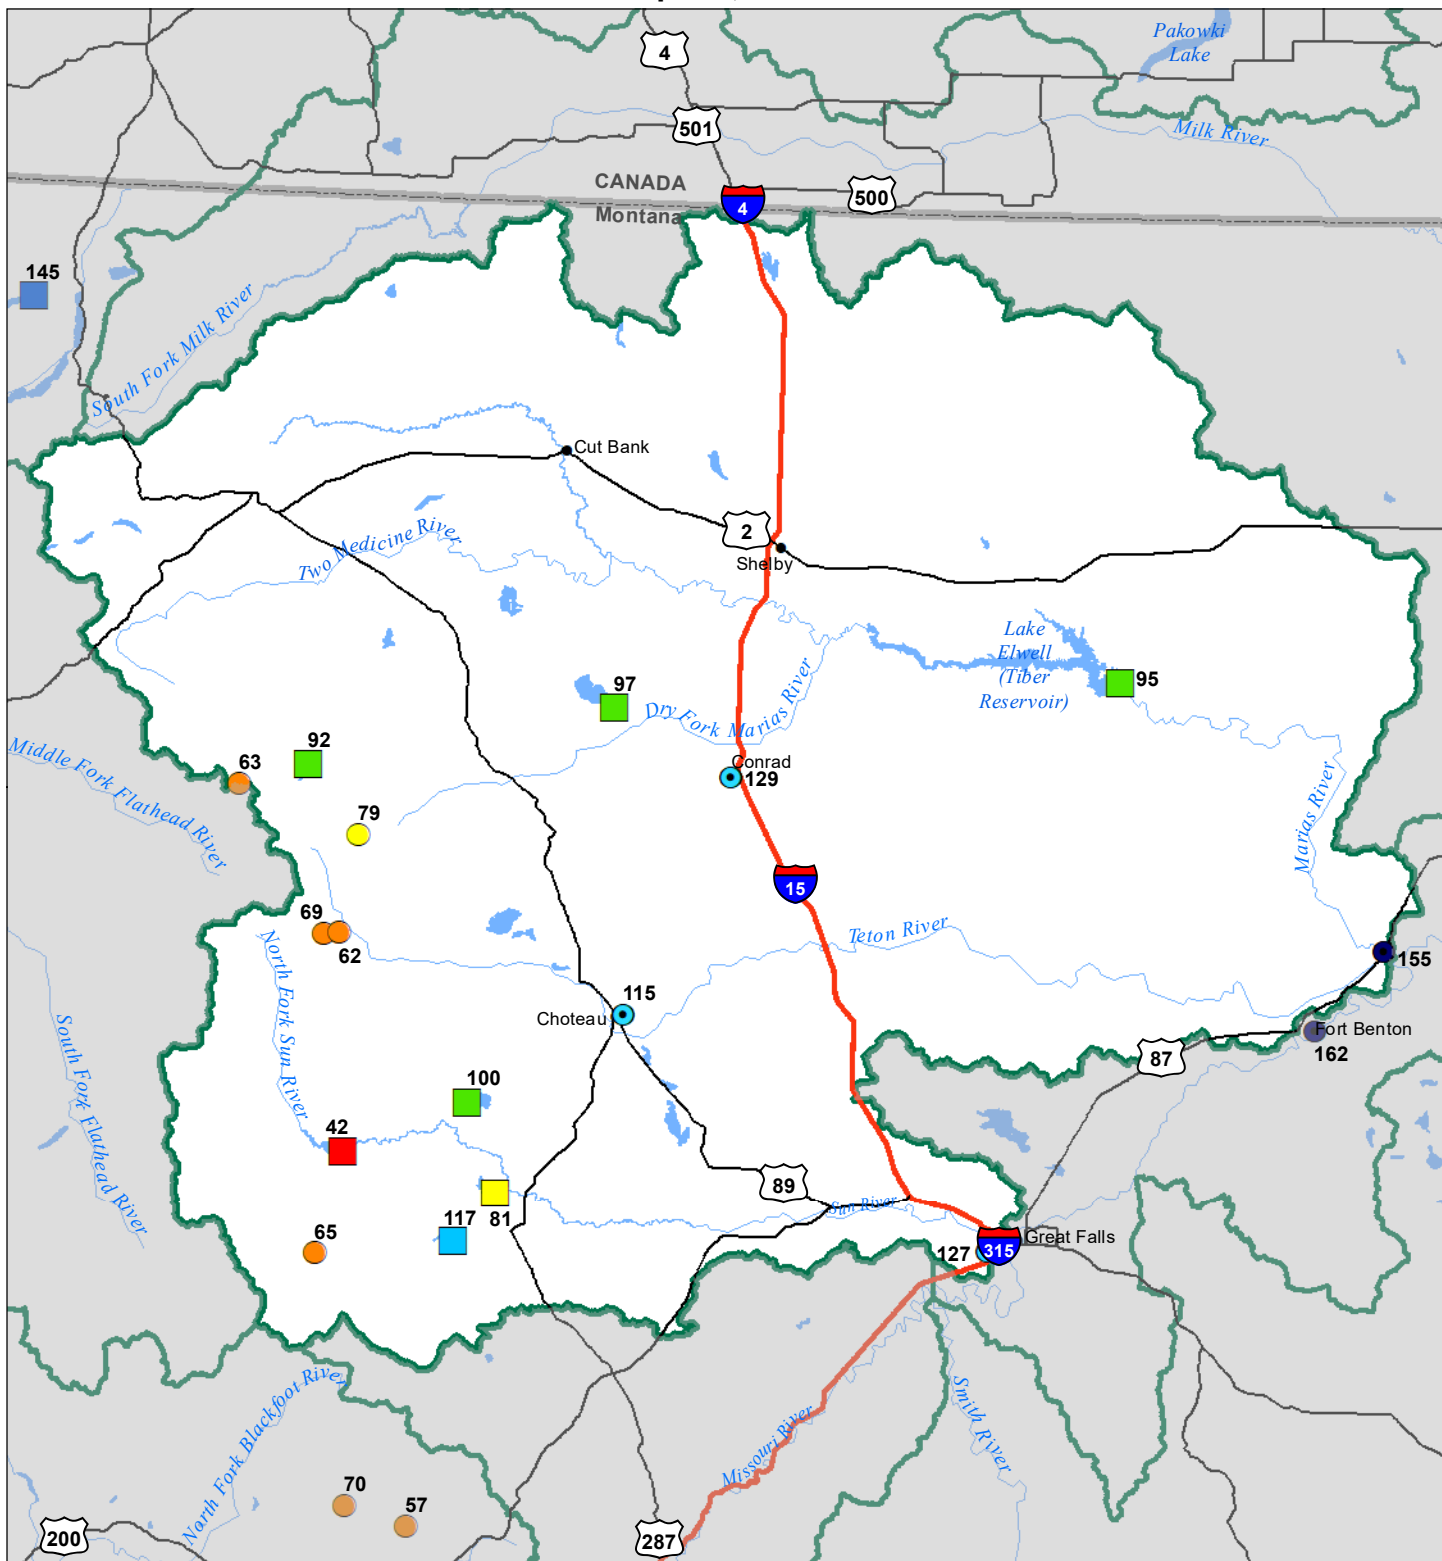 4
Pakowki
Lake
501
Milk River
CANADA
Montana
4
500
145
South Fork Milk River
Cut Bank
2
Shelby
Two Medicine River
Lake
Elwell
(Tiber
Reservoir)
95
97
Dry Fork Marias River
92
63
Middle Fork Flathead River
Conrad
129
79
Marias River
15
69
62
North Fork Sun River
Teton River
155
115
Choteau
Fort Benton
162
87
South Fork Flathead River
100
42
89
81
Sun River
117
65
127
315
Great Falls
North Fork Blackfoot River
Missouri River
Smith River
70
57
200
287